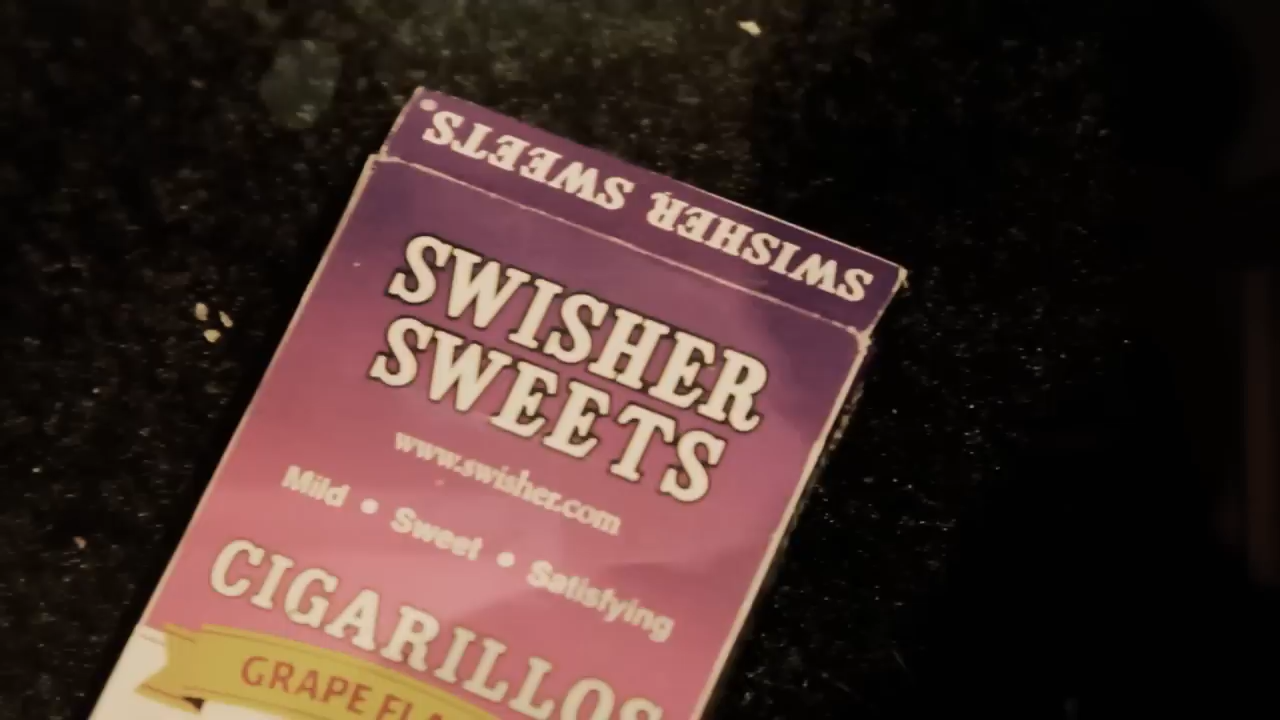 SWISHER SWEETS.
SWISHER
SWEETS
www.swisher.com
Mild • Sweet • Satisfying
CIGARILLOS
GRAPE